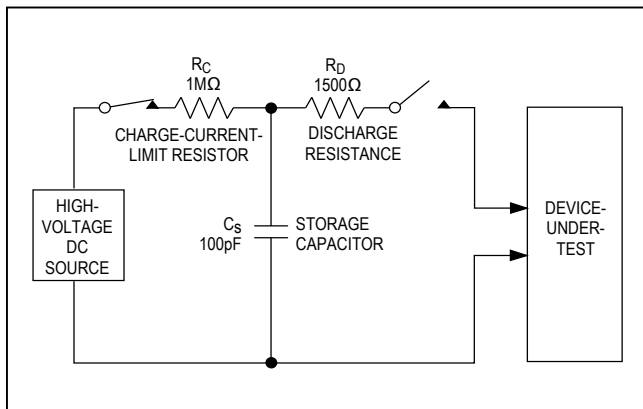 RC
1MΩ
CHARGE-CURRENT-
LIMIT RESISTOR
RD
1500Ω
DISCHARGE
RESISTANCE
HIGH-
VOLTAGE
DC
SOURCE
Cs
100pF
STORAGE
CAPACITOR
DEVICE-
UNDER-
TEST